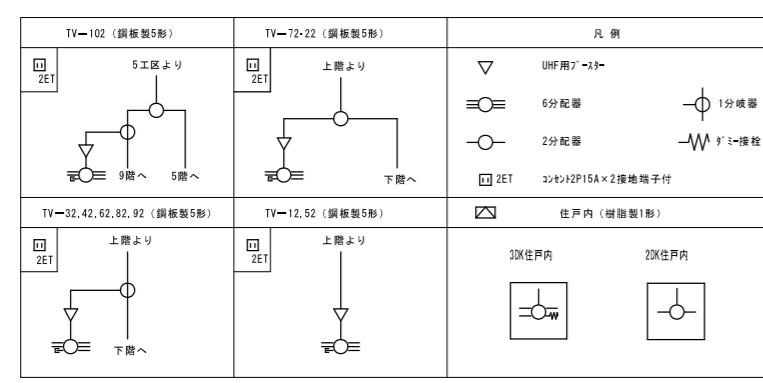 TV-102 (鋼板製5形)
2ET
5工区より
9階へ
5階へ
E
TV-72・22 (鋼板製5形)
2ET
上階より
下階へ
E
凡 例
UHF用ﾌﾞｰｽﾀｰ
6分配器
1分岐器
2分配器
ﾀﾞﾐｰ接栓
2ET
ｺﾝｾﾝﾄ2P15A×2接地端子付
TV-32,42,62,82,92 (鋼板製5形)
2ET
上階より
下階へ
E
TV-12,52 (鋼板製5形)
2ET
上階より
E
住戸内 (樹脂製1形)
3DK住戸内
2DK住戸内